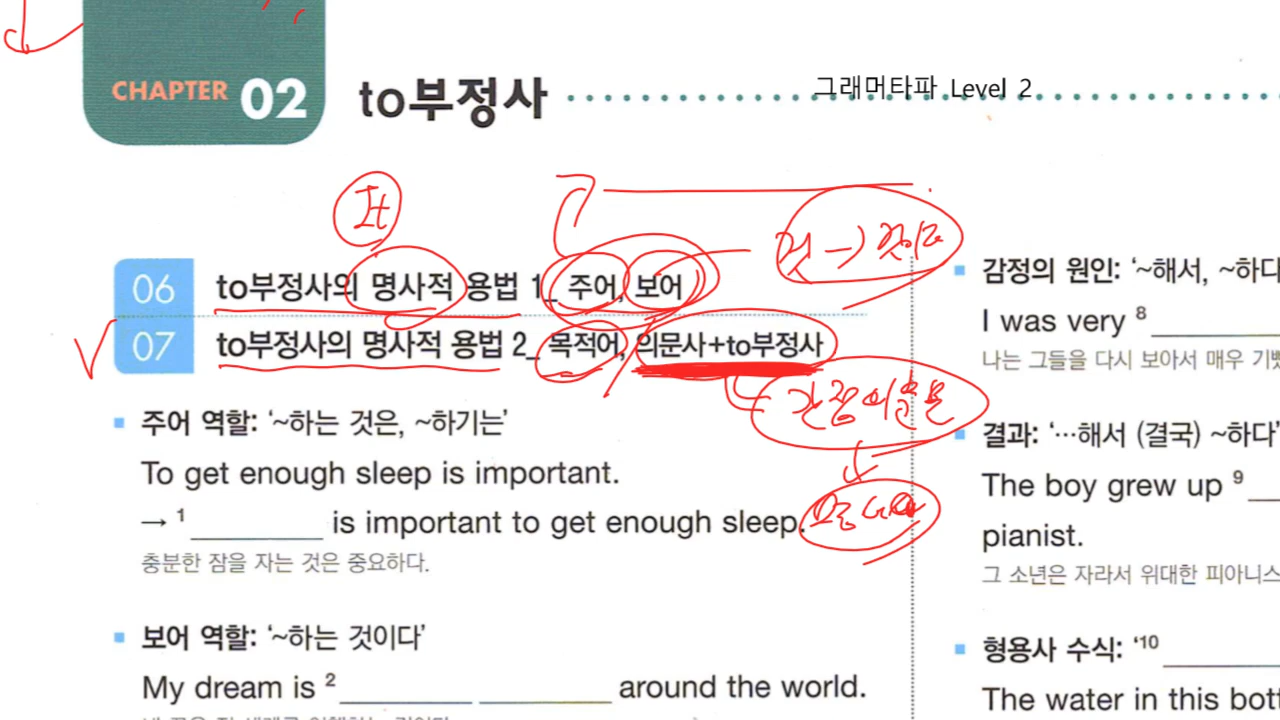 CHAPTER 02 to부정사
그래머타파 Level 2
It
것 → 것이다
06 to부정사의 명사적 용법 1_ 주어, 보어
07 to부정사의 명사적 용법 2_ 목적어, 의문사+to부정사
간접의문문
주어 역할: ‘~하는 것은, ~하기는’
To get enough sleep is important.
→ 1 ________ is important to get enough sleep.
충분한 잠을 자는 것은 중요하다.
보어 역할: ‘~하는 것이다’
My dream is 2 ________ ________ around the world.
감정의 원인: ‘~해서, ~하다
I was very 8 ________
나는 그들을 다시 보아서 매우 기뻤
결과: ‘…해서 (결국) ~하다’
The boy grew up 9 __
pianist.
그 소년은 자라서 위대한 피아니스
형용사 수식: ‘10 ________
The water in this bott